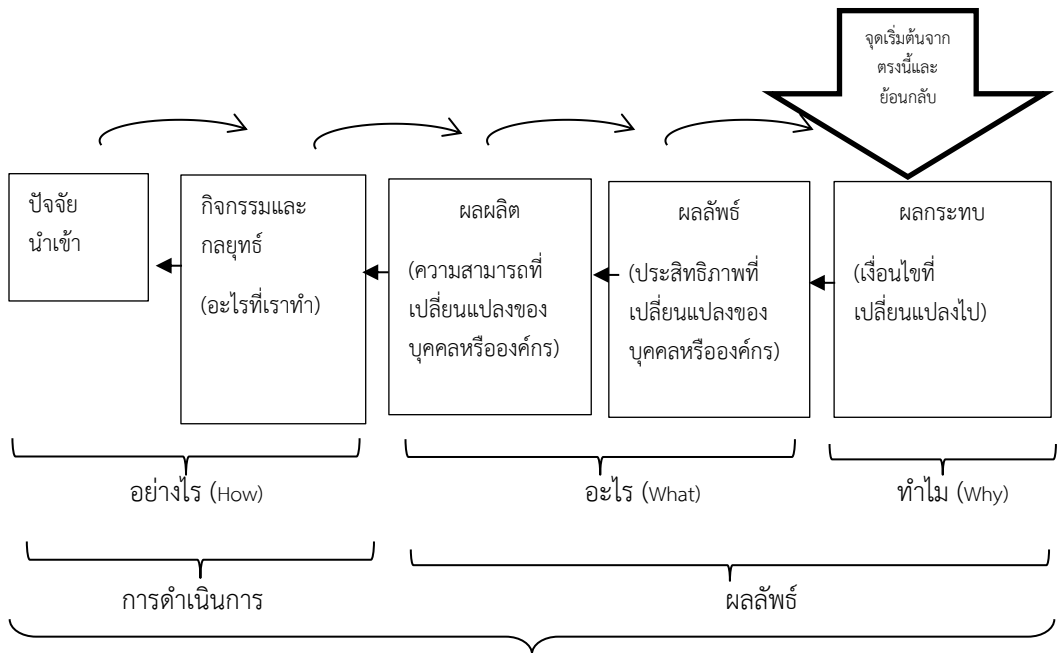 จุดเริ่มต้นจาก
ตรงนี้และ
ย้อนกลับ
ปัจจัย
นำเข้า
กิจกรรมและ
กลยุทธ์
(อะไรที่เราทำ)
ผลผลิต
(ความสามารถที่
เปลี่ยนแปลงของ
บุคคลหรือองค์กร)
ผลลัพธ์
(ประสิทธิภาพที่
เปลี่ยนแปลงของ
บุคคลหรือองค์กร)
ผลกระทบ
(เงื่อนไขที่
เปลี่ยนแปลงไป)
อย่างไร (How)
อะไร (What)
ทำไม (Why)
การดำเนินการ
ผลลัพธ์